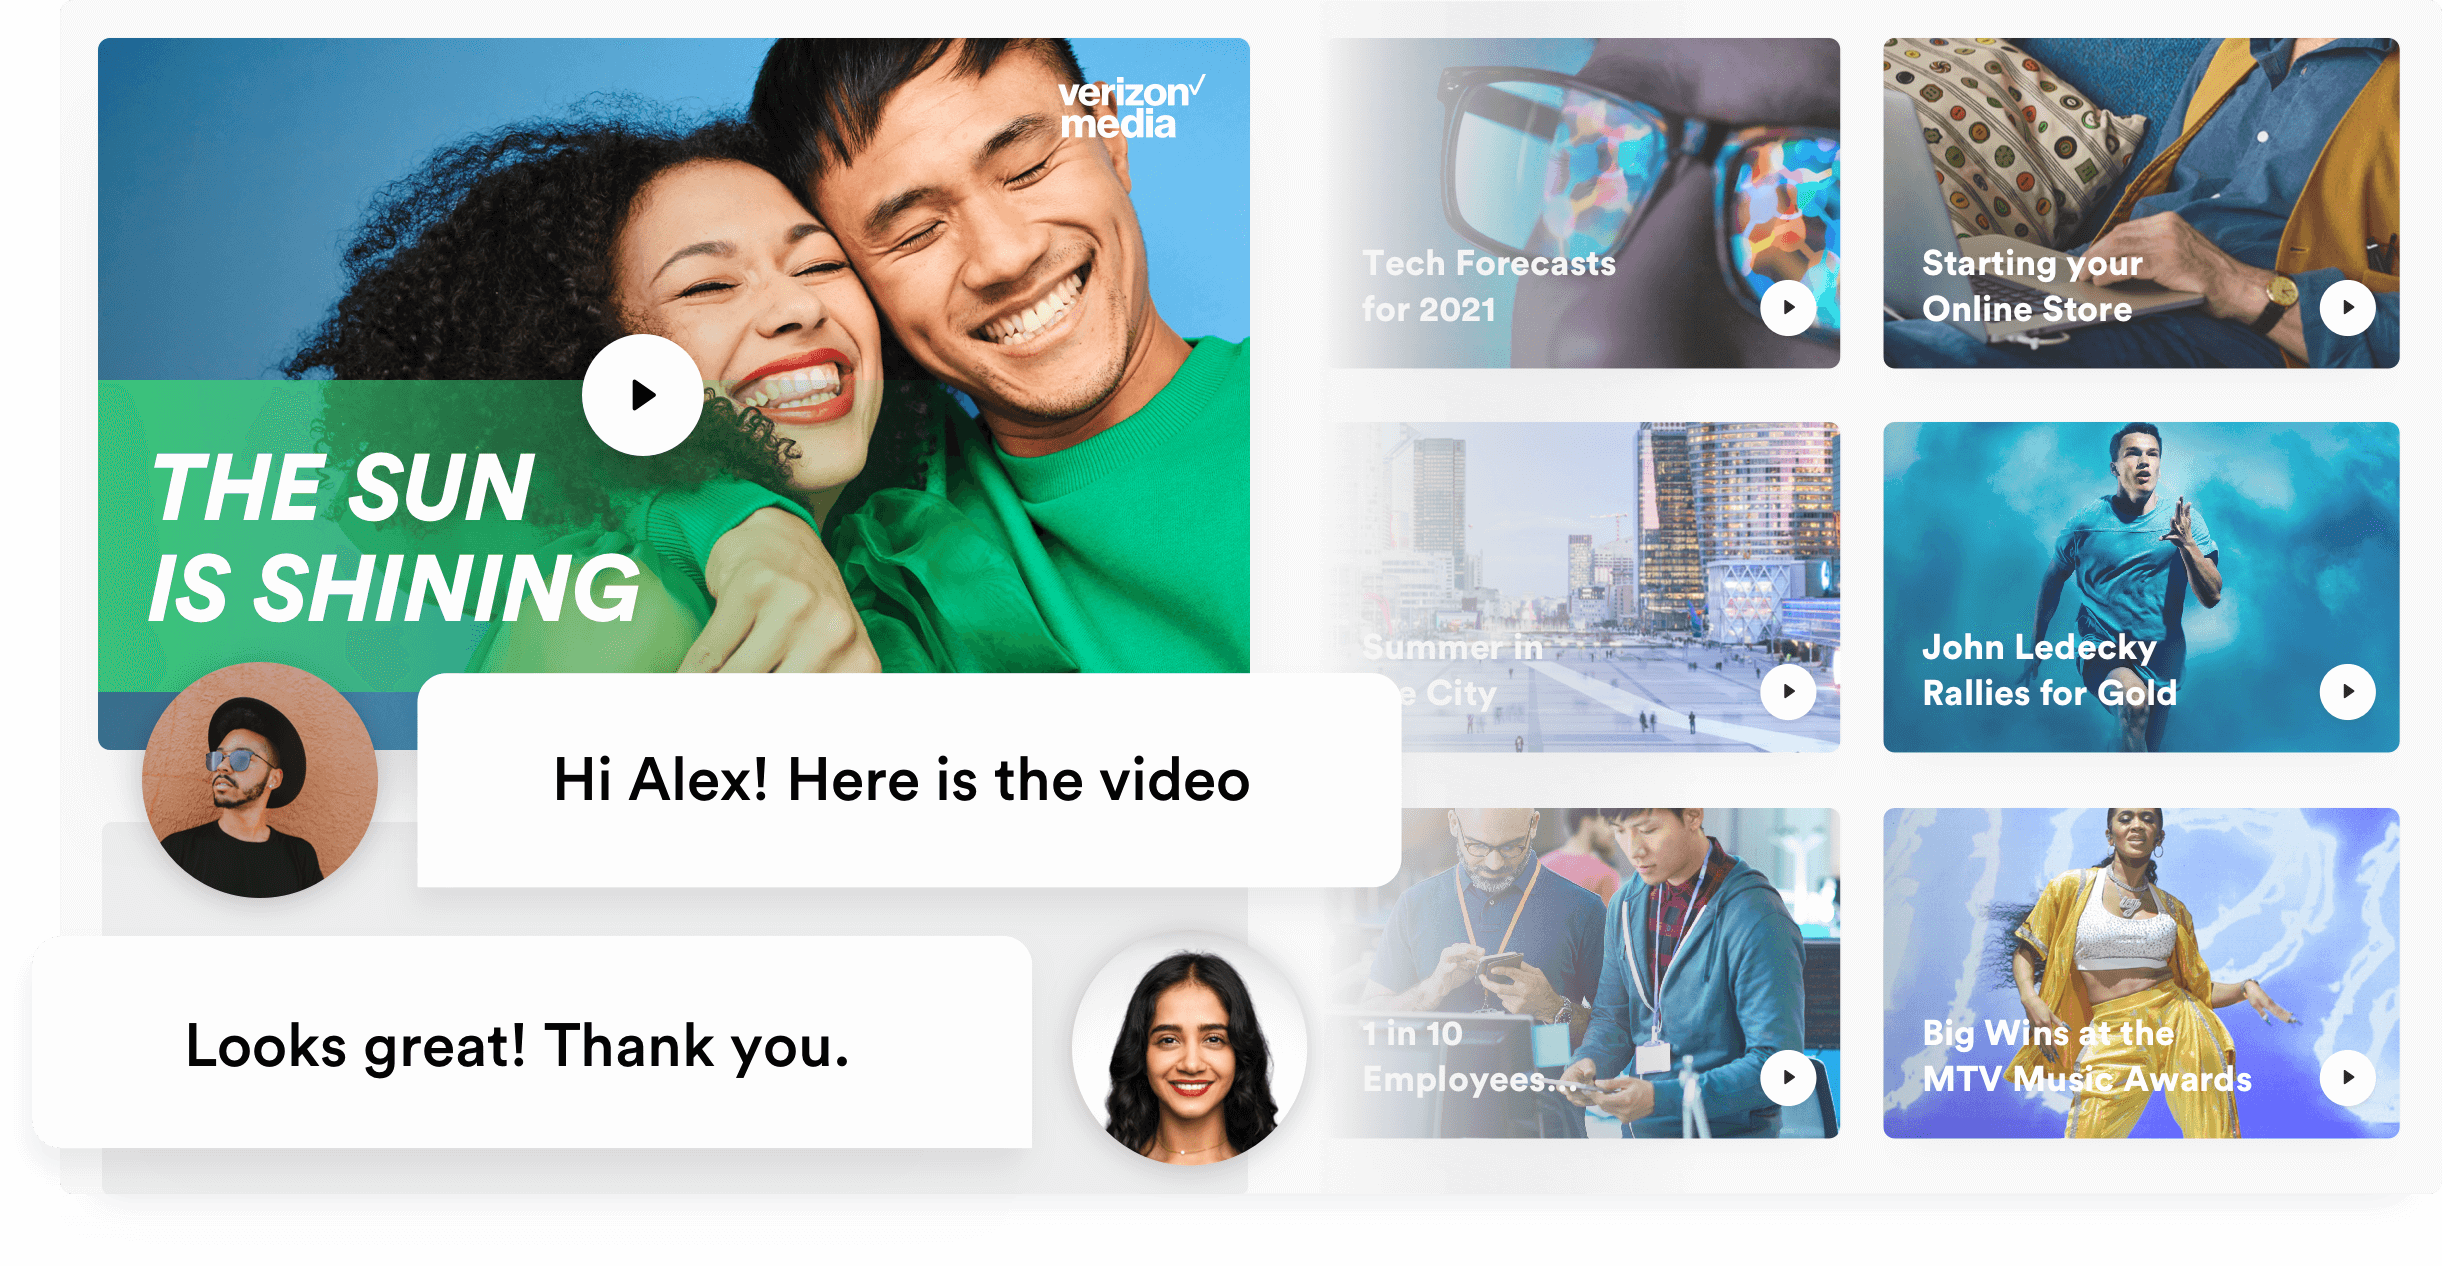 verizon
media
THE SUN
IS SHINING
Hi Alex! Here is the video
Looks great! Thank you.
Tech Forecasts
for 2021
Starting your
Online Store
Summer in
e City
John Ledecky
Rallies for Gold
1 in 10
Employees...
Big Wins at the
MTV Music Awards